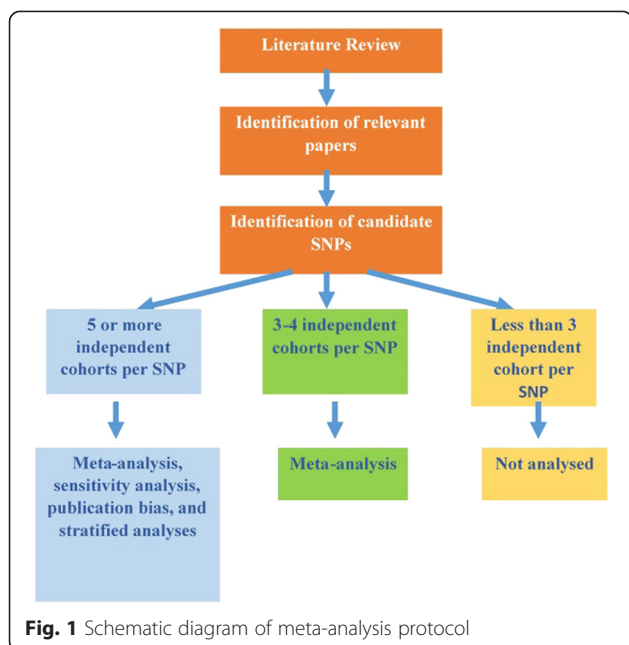 Literature Review
Identification of relevant
papers
Identification of candidate
SNPs
5 or more
independent
cohorts per SNP
3-4 independent
cohorts per SNP
Less than 3
independent
cohort per
SNP
Meta-analysis,
sensitivity analysis,
publication bias, and
stratified analyses
Meta-analysis
Not analysed
Fig. 1 Schematic diagram of meta-analysis protocol